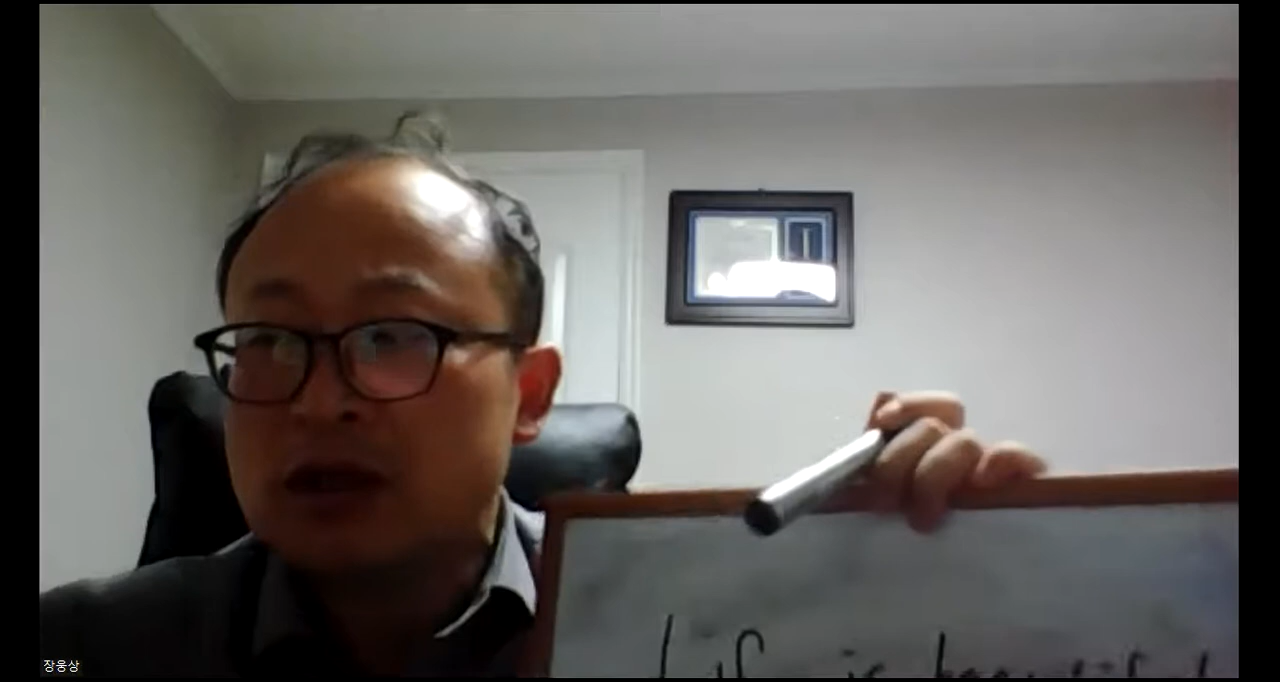 Life is beautiful
장웅상